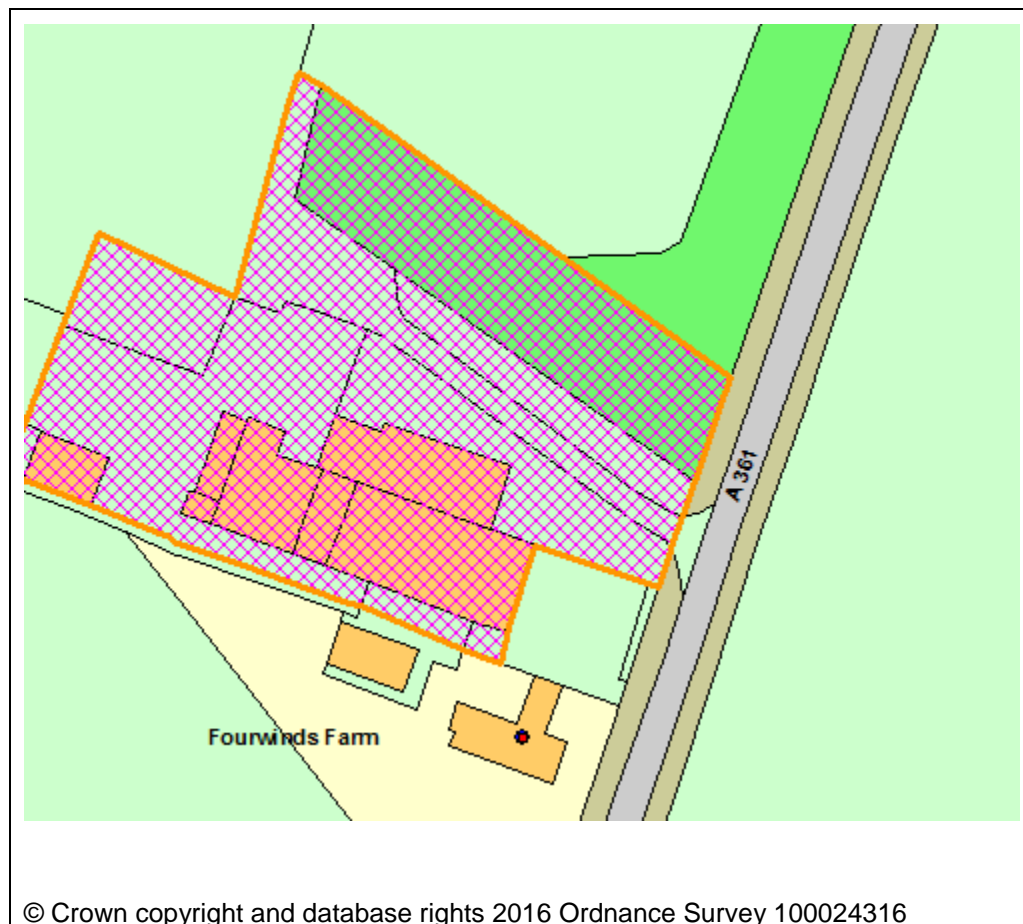 A 361
Fourwinds Farm
© Crown copyright and database rights 2016 Ordnance Survey 100024316